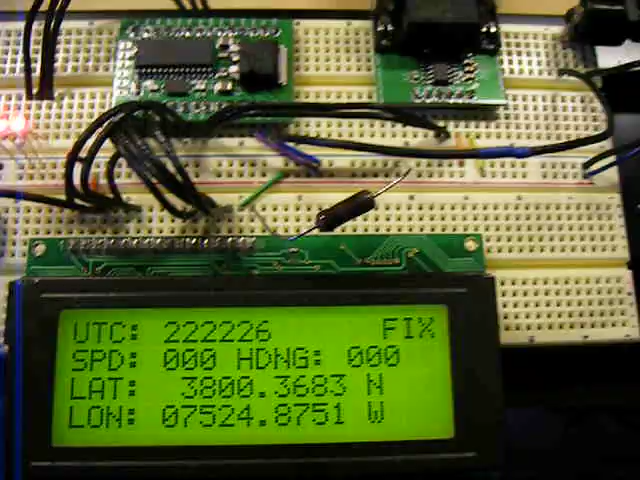 UTC: 222226 FIX
SPD: 000 HDNG: 000
LAT: 3800.3683 N
LON: 07524.8751 W